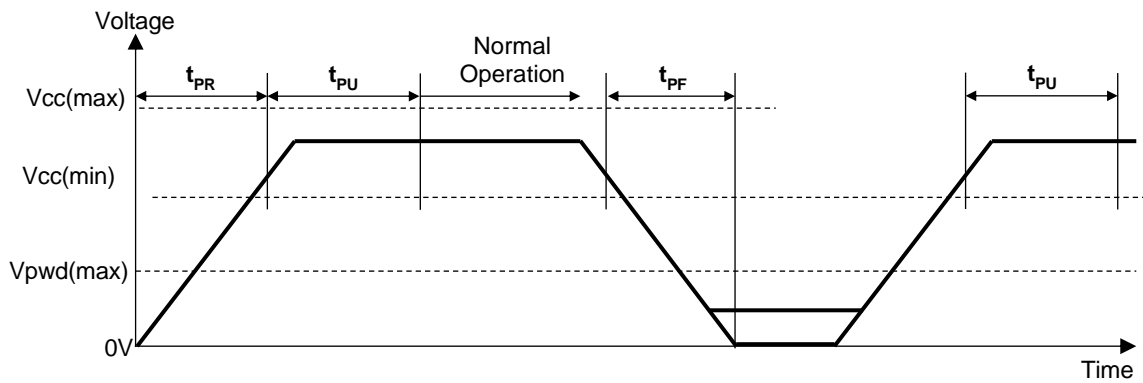 Voltage
Normal
Operation
tPR
tPU
tPF
tPU
Vcc(max)
Vcc(min)
Vpwd(max)
0V
Time